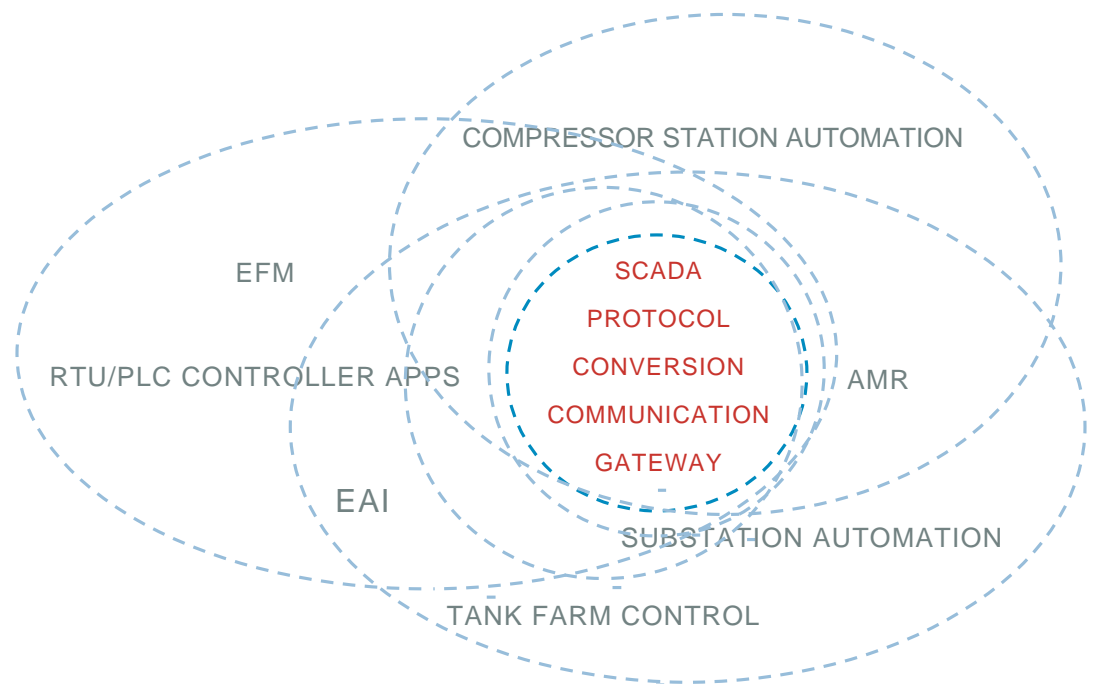 COMPRESSOR STATION AUTOMATION
EFM
SCADA
PROTOCOL
CONVERSION
COMMUNICATION
GATEWAY
RTU/PLC CONTROLLER APPS
AMR
EAI
SUBSTATION AUTOMATION
TANK FARM CONTROL